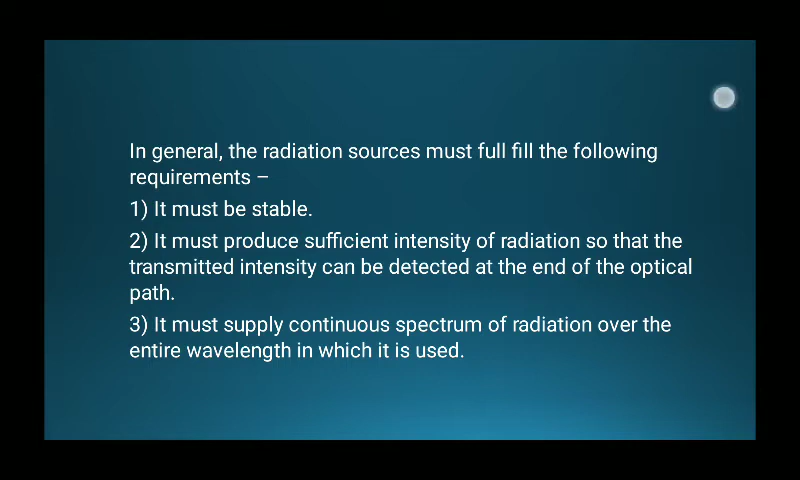 In general, the radiation sources must full fill the following
requirements –
1) It must be stable.
2) It must produce sufficient intensity of radiation so that the
transmitted intensity can be detected at the end of the optical
path.
3) It must supply continuous spectrum of radiation over the
entire wavelength in which it is used.